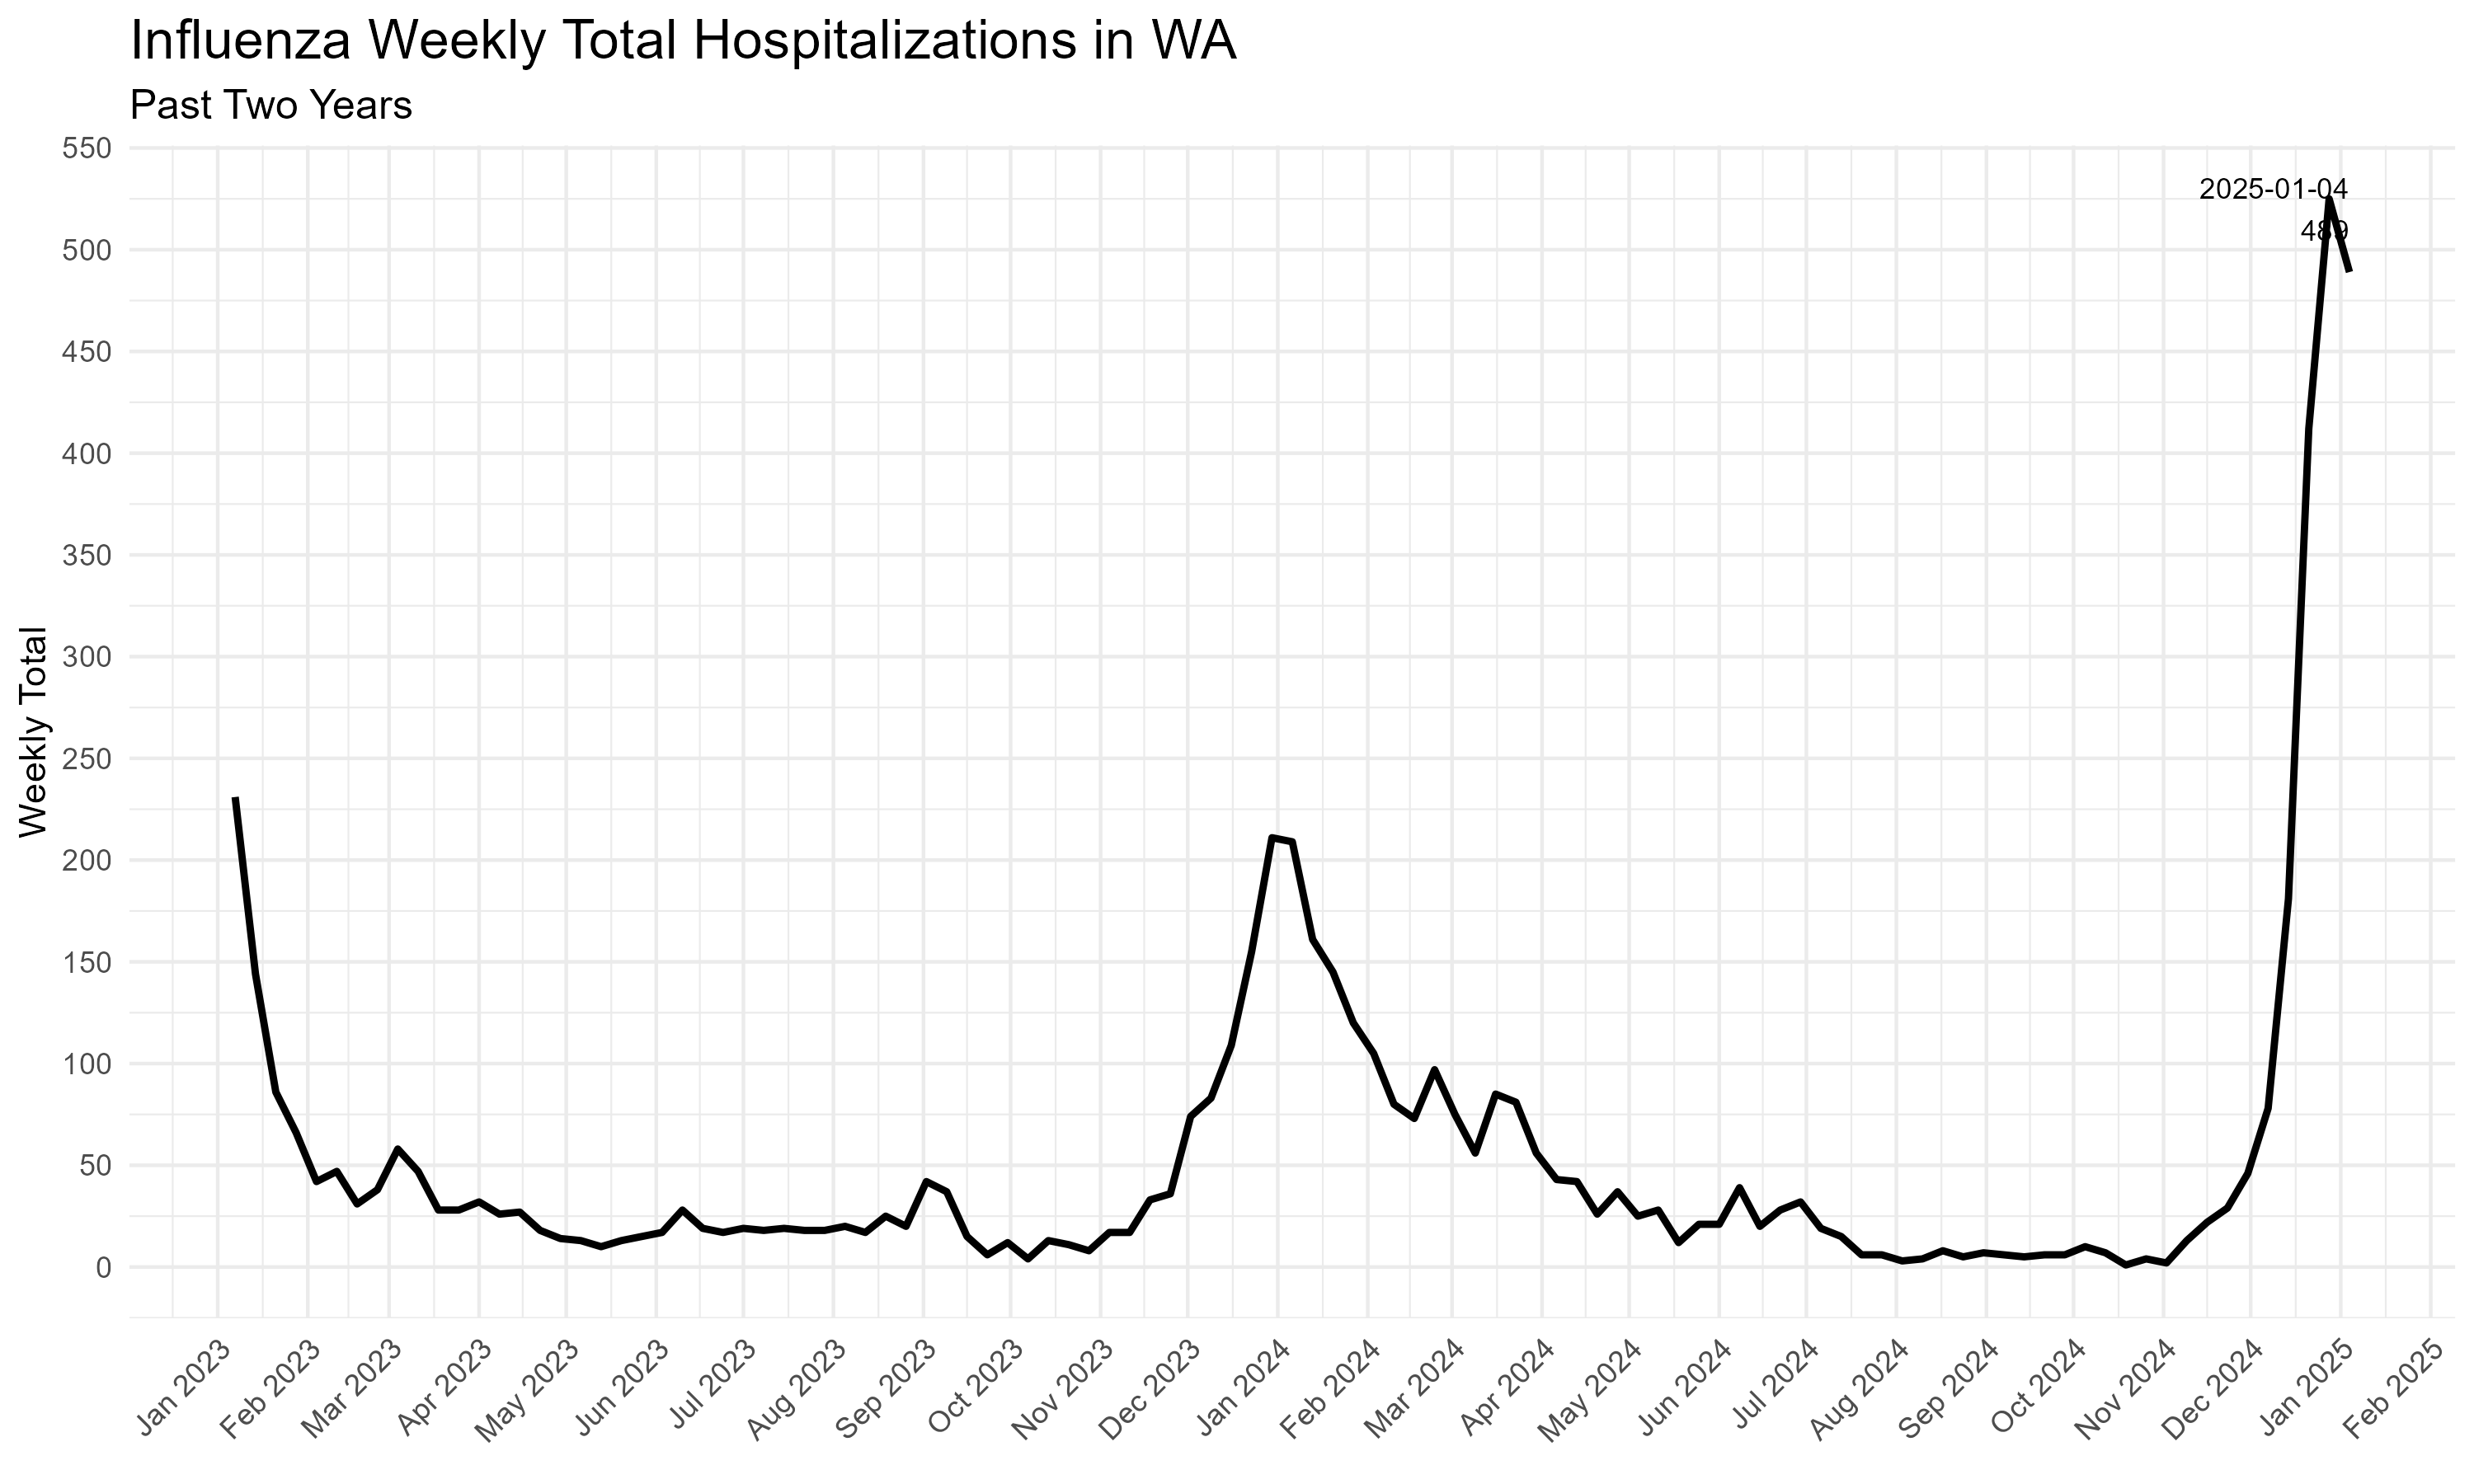 Influenza Weekly Total Hospitalizations in WA
Past Two Years
550
2025-01-04
489
500
450
400
350
300
250
200
150
100
50
0
Weekly Total
Jan 2023
Feb 2023
Mar 2023
Apr 2023
May 2023
Jun 2023
Jul 2023
Aug 2023
Sep 2023
Oct 2023
Nov 2023
Dec 2023
Jan 2024
Feb 2024
Mar 2024
Apr 2024
May 2024
Jun 2024
Jul 2024
Aug 2024
Sep 2024
Oct 2024
Nov 2024
Dec 2024
Jan 2025
Feb 2025